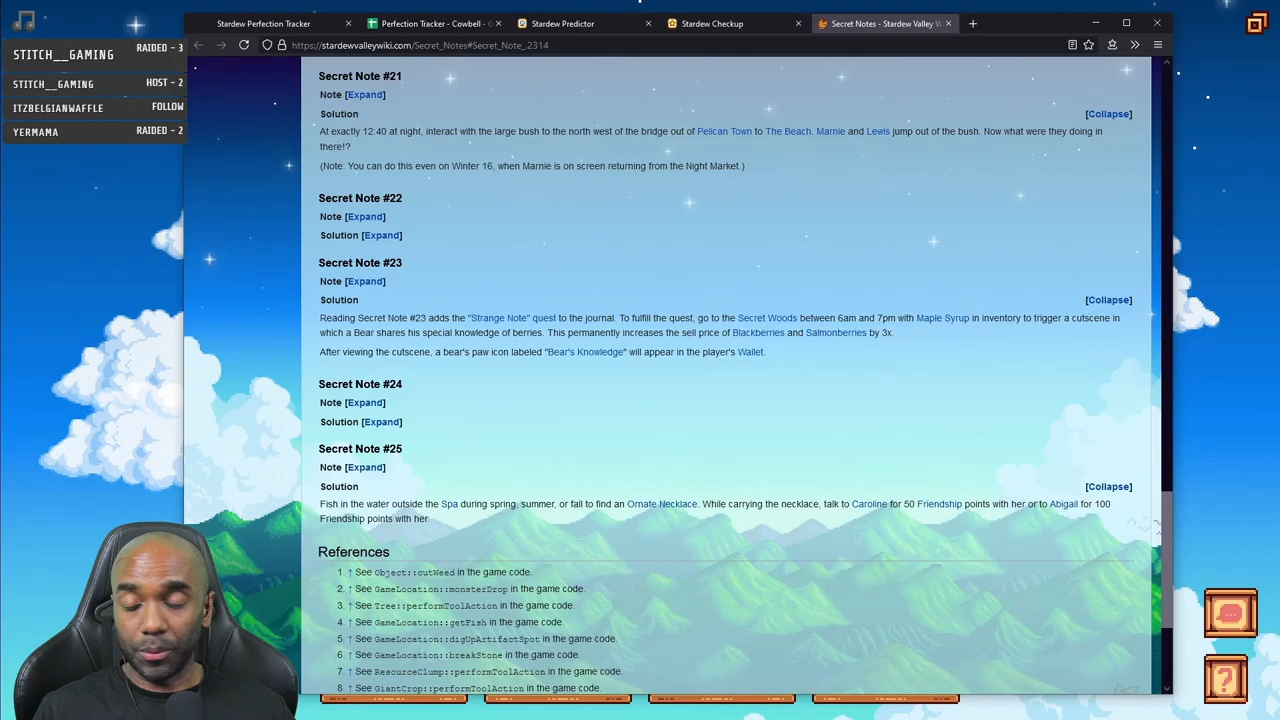 STITCH__GAMING RAIDED - 3
STITCH__GAMING HOST - 2
ITZBELGIANWAFFLE FOLLOW
YERMAMA RAIDED - 2
Stardew Perfection Tracker
Perfection Tracker - Cowbell - G
Stardew Predictor
Stardew Checkup
Secret Notes - Stardew Valley W
https://stardewvalleywiki.com/Secret_Notes#Secret_Note_.2314
Secret Note #21
Note [Expand]
Solution [Collapse]
At exactly 12:40 at night, interact with the large bush to the north west of the bridge out of Pelican Town to The Beach. Marnie and Lewis jump out of the bush. Now what were they doing in
there!?
(Note: You can do this even on Winter 16, when Marnie is on screen returning from the Night Market.)
Secret Note #22
Note [Expand]
Solution [Expand]
Secret Note #23
Note [Expand]
Solution [Collapse]
Reading Secret Note #23 adds the "Strange Note" quest to the journal. To fulfill the quest, go to the Secret Woods between 6am and 7pm with Maple Syrup in inventory to trigger a cutscene in
which a Bear shares his special knowledge of berries. This permanently increases the sell price of Blackberries and Salmonberries by 3x.
After viewing the cutscene, a bear's paw icon labeled "Bear's Knowledge" will appear in the player's Wallet.
Secret Note #24
Note [Expand]
Solution [Expand]
Secret Note #25
Note [Expand]
Solution [Collapse]
Fish in the water outside the Spa during spring, summer, or fall to find an Ornate Necklace. While carrying the necklace, talk to Caroline for 50 Friendship points with her or to Abigail for 100
Friendship points with her.
References
1. ↑ See Object::cutWeed in the game code.
2. ↑ See GameLocation::monsterDrop in the game code.
3. ↑ See Tree::performToolAction in the game code.
4. ↑ See GameLocation::getFish in the game code.
5. ↑ See GameLocation::digUpArtifactSpot in the game code.
6. ↑ See GameLocation::breakStone in the game code.
7. ↑ See ResourceClump::performToolAction in the game code.
8. ↑ See GiantCrop::performToolAction in the game code.